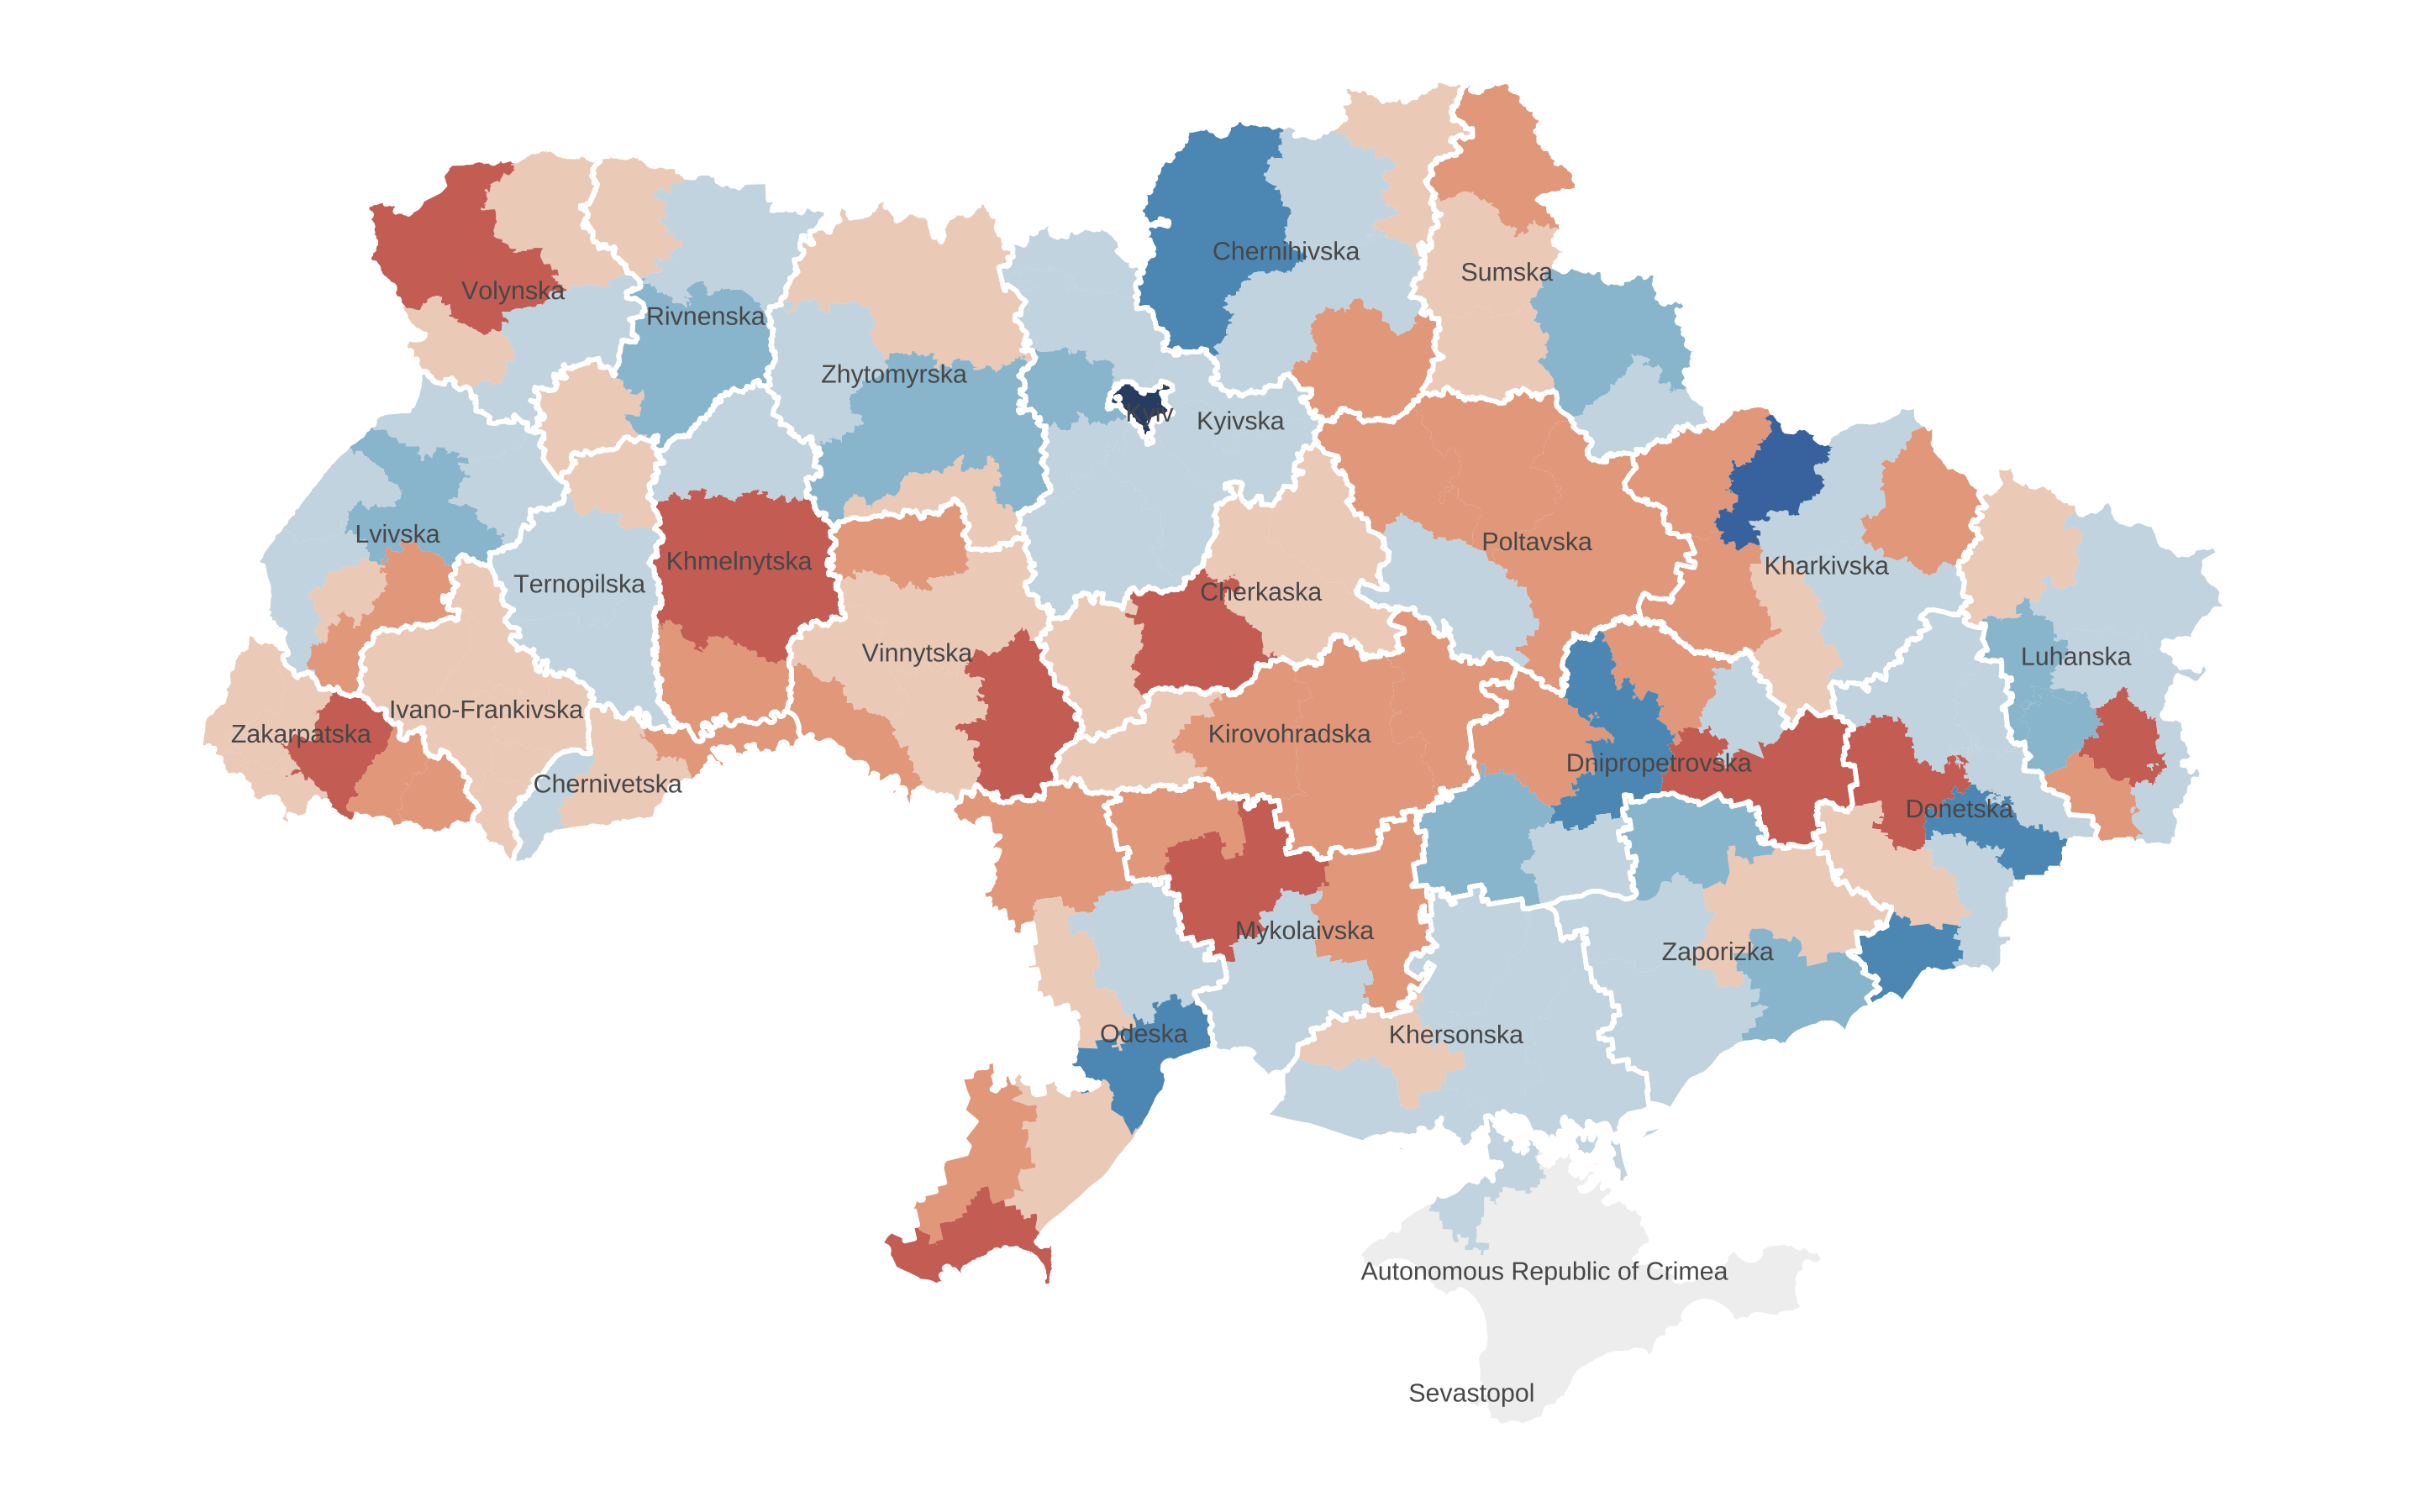 Chernihivska
Sumska
Volynska
Rivnenska
Zhytomyrska
Kyiv
Kyivska
Lvivska
Poltavska
Khmelnytska
Kharkivska
Ternopilska
Cherkaska
Vinnytska
Luhanska
Ivano-Frankivska
Zakarpatska
Kirovohradska
Dnipropetrovska
Chernivetska
Donetska
Mykolaivska
Zaporizka
Odeska
Khersonska
Autonomous Republic of Crimea
Sevastopol